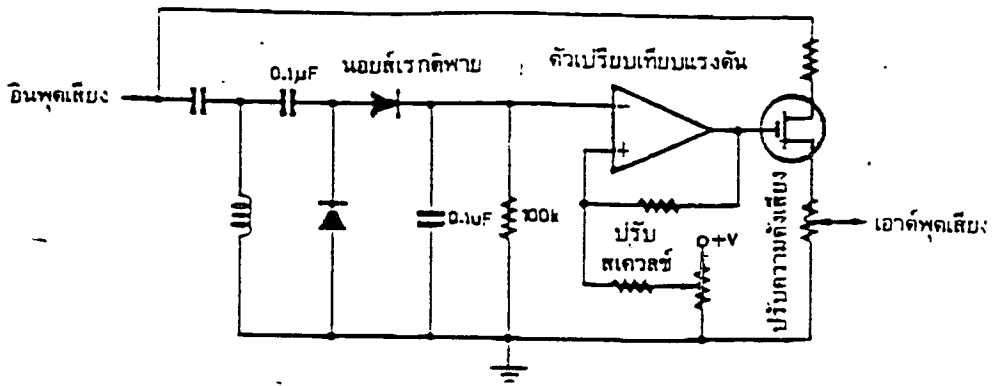 0.1µF
นอยส์เรกติพาย
ตัวเปรียบเทียบแรงดัน
อินพุตเสียง
0.1µF
100k
ปรับ
สเควลซ์
+V
ปรับความดังเสียง
เอาต์พุตเสียง